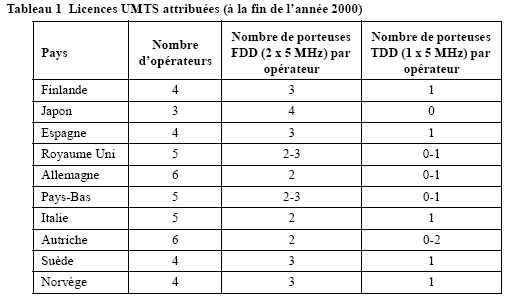 Tableau 1 Licences UMTS attribuées (à la fin de l'année 2000)
Pays Nombre d'opérateurs Nombre de porteuses FDD (2 x 5 MHz) par opérateur Nombre de porteuses TDD (1 x 5 MHz) par opérateur
Finlande 4 3 1
Japon 3 4 0
Espagne 4 3 1
Royaume Uni 5 2-3 0-1
Allemagne 6 2 0-1
Pays-Bas 5 2-3 0-1
Italie 5 2 1
Autriche 6 2 0-2
Suède 4 3 1
Norvège 4 3 1